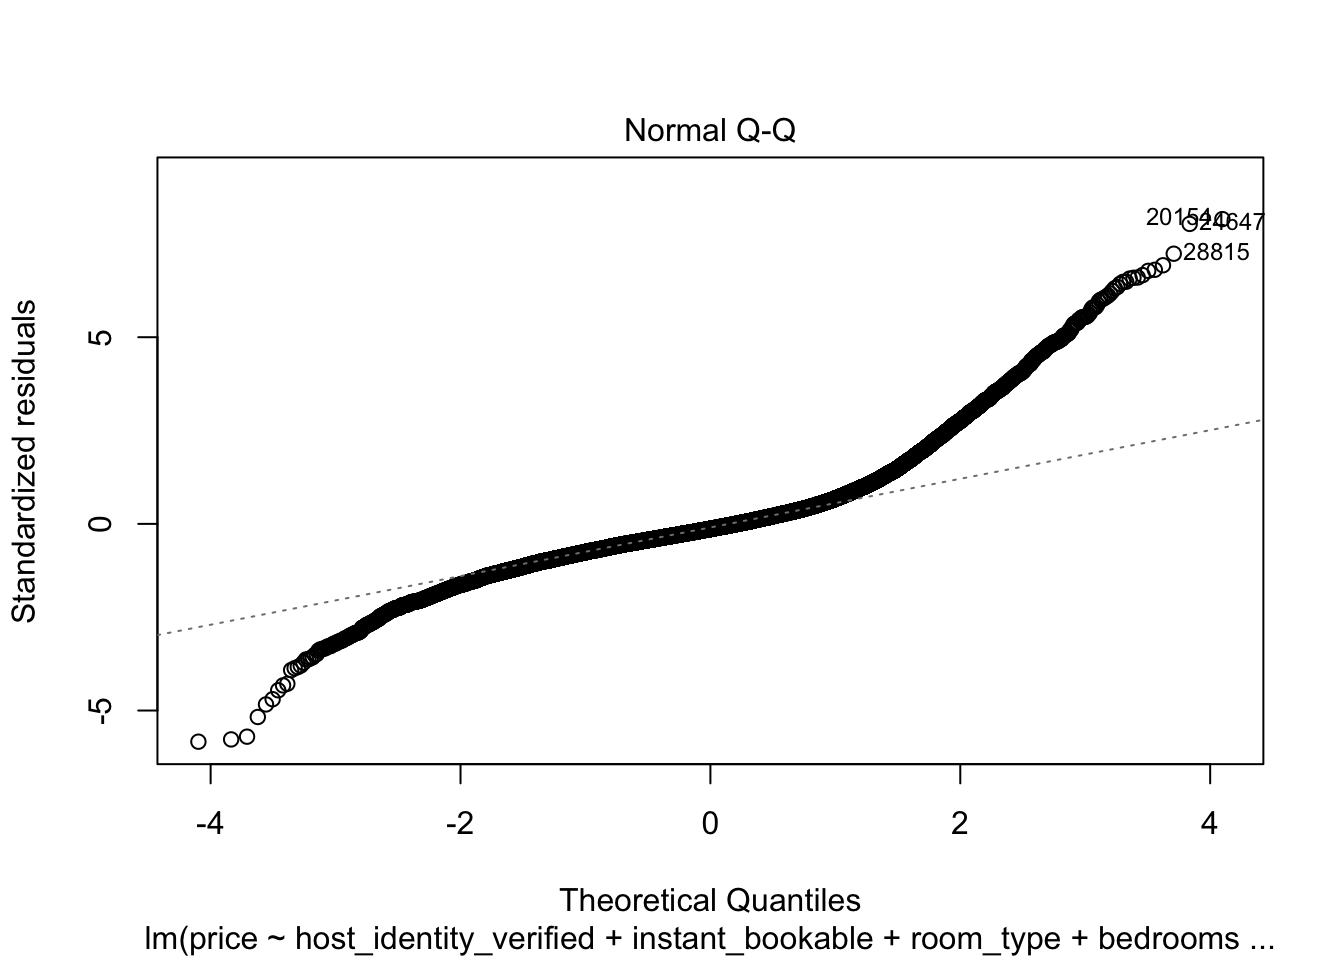 Normal Q-Q
Standardized residuals
5
0
-5
20154
24647
28815
-4 -2 0 2 4
Theoretical Quantiles
lm(price ~ host_identity_verified + instant_bookable + room_type + bedrooms ...